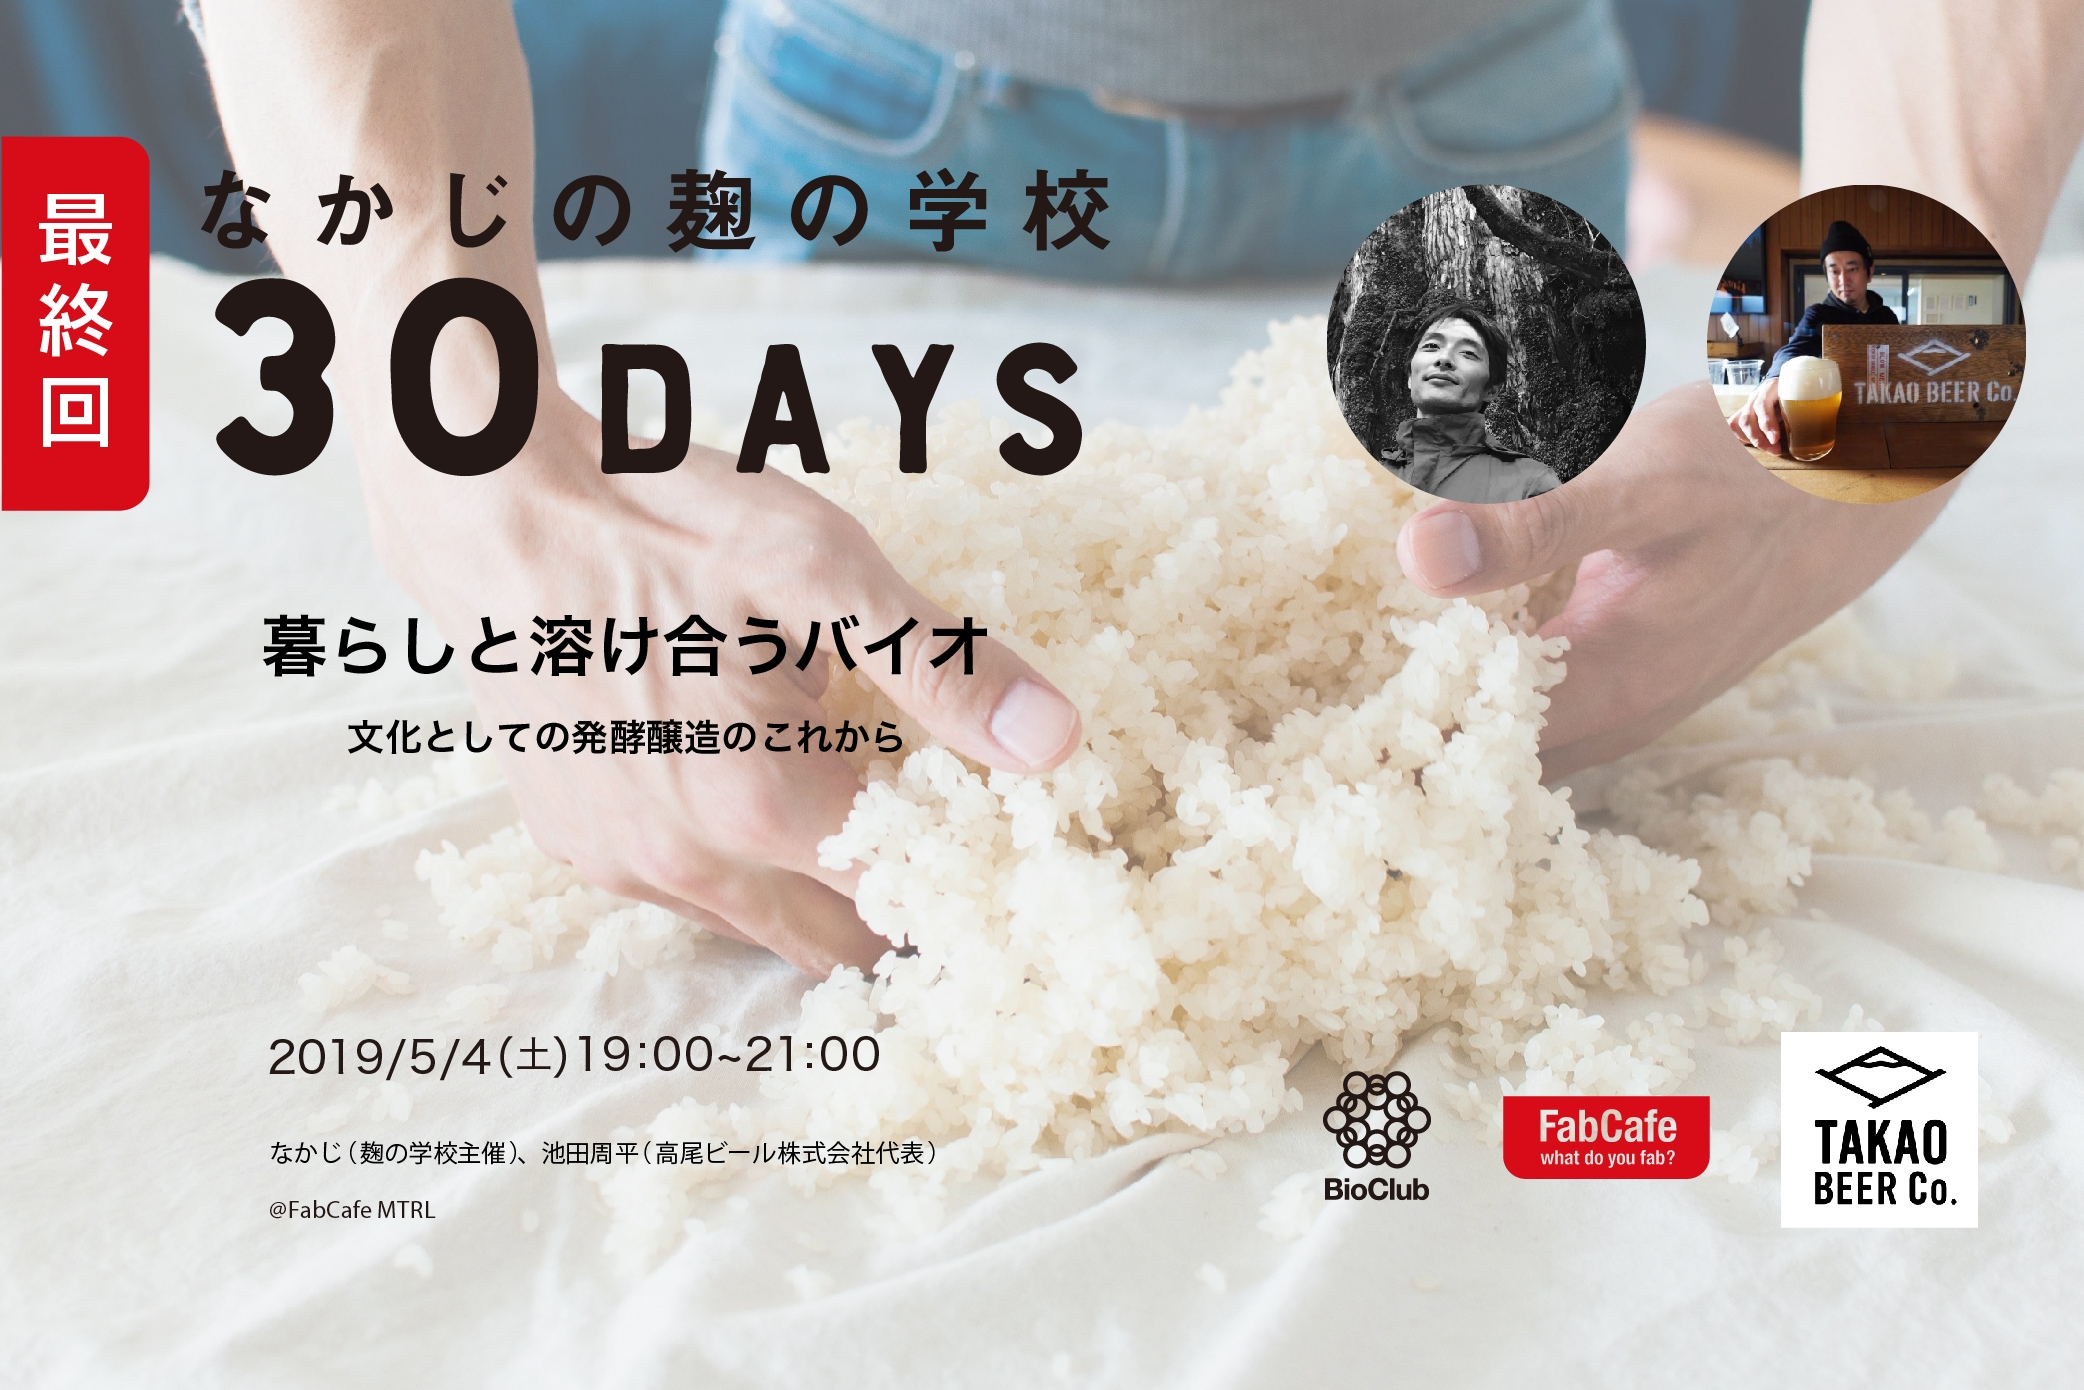 最終回
なかじの麹の学校
30 DAYS
TAKAO BEER Co.
暮らしと溶け合うバイオ
文化としての発酵醸造のこれから
2019/5/4(土)19:00~21:00
なかじ（麹の学校主催）、池田周平（高尾ビール株式会社代表）
@FabCafe MTRL
BioClub
FabCafe
what do you fab?
TAKAO
BEER Co.